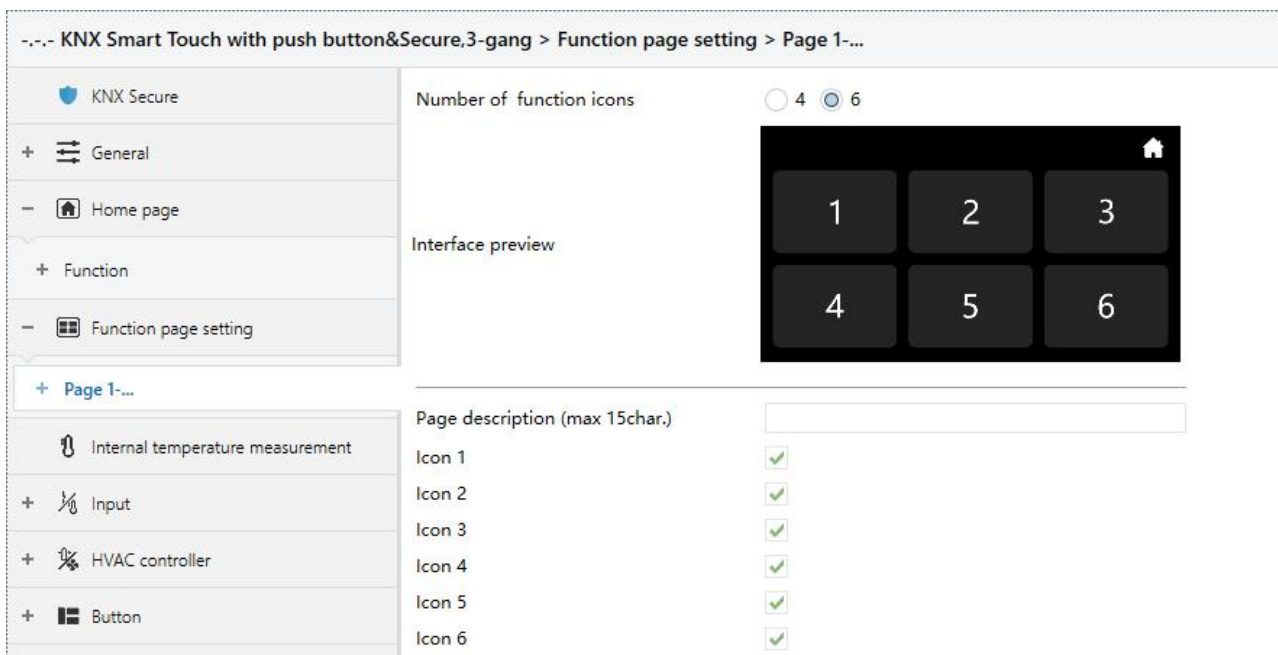 -.-.- KNX Smart Touch with push button&Secure,3-gang > Function page setting > Page 1-...
KNX Secure
+ General
− Home page
+ Function
− Function page setting
+ Page 1-...
Internal temperature measurement
+ Input
+ HVAC controller
+ Button
Number of function icons 4 6
Interface preview
1 2 3
4 5 6
Page description (max 15char.)
Icon 1
Icon 2
Icon 3
Icon 4
Icon 5
Icon 6